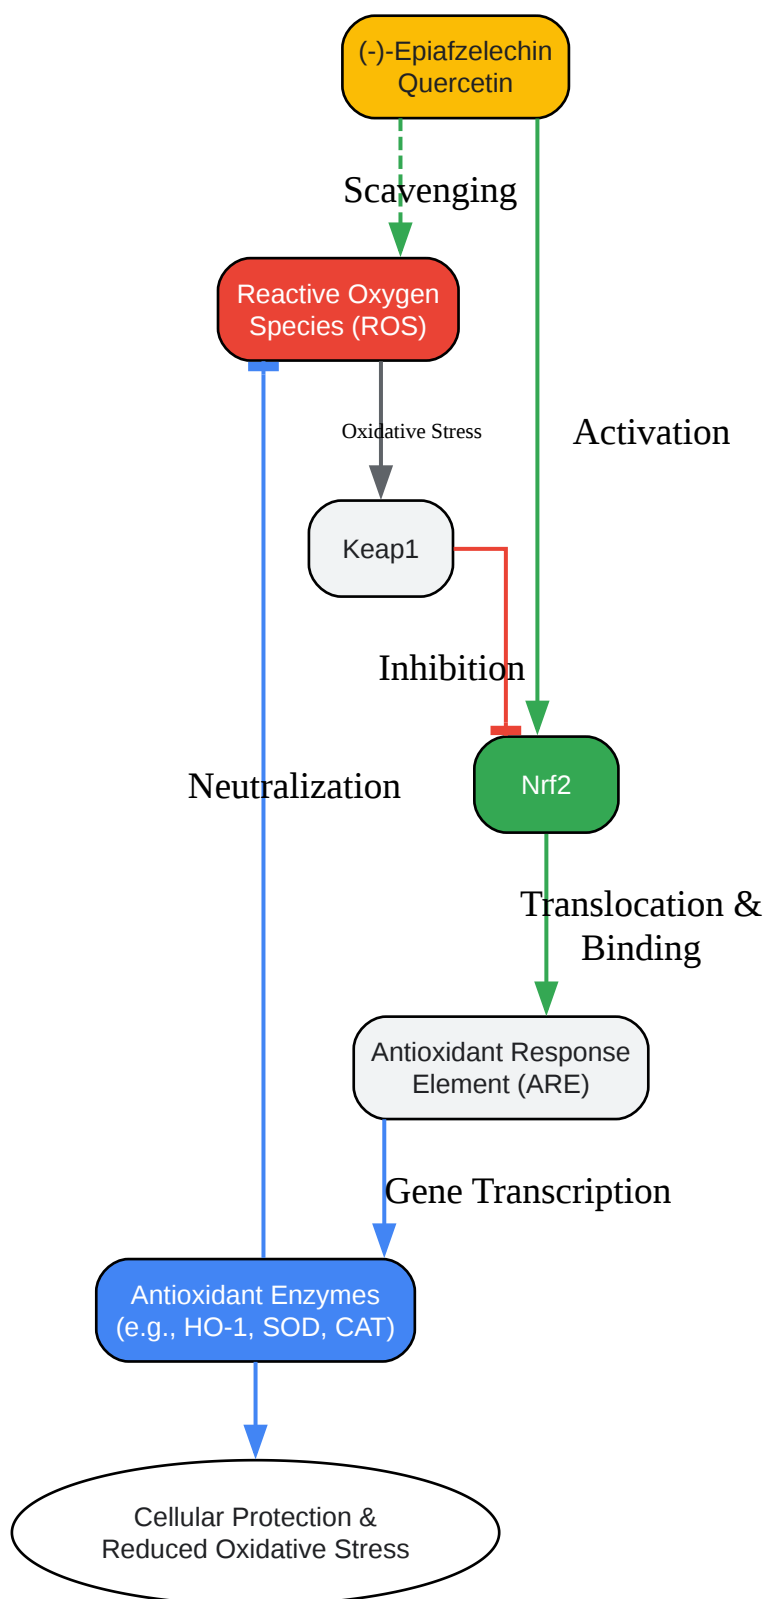 (-)-Epiafzelechin
Quercetin
Scavenging
Reactive Oxygen
Species (ROS)
Oxidative Stress
Activation
Keap1
Inhibition
Neutralization
Nrf2
Translocation &
Binding
Antioxidant Response
Element (ARE)
Gene Transcription
Antioxidant Enzymes
(e.g., HO-1, SOD, CAT)
Cellular Protection &
Reduced Oxidative Stress